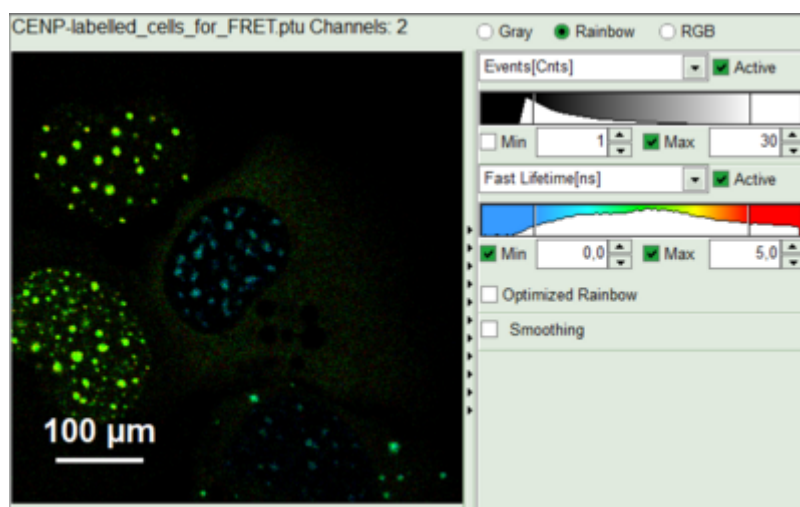 CENP-labelled_cells_for_FRET.ptu Channels: 2
Gray Rainbow RGB
Events[Cnts] Active
Min 1 Max 30
Fast Lifetime[ns] Active
Min 0,0 Max 5,0
Optimized Rainbow
Smoothing
100 µm